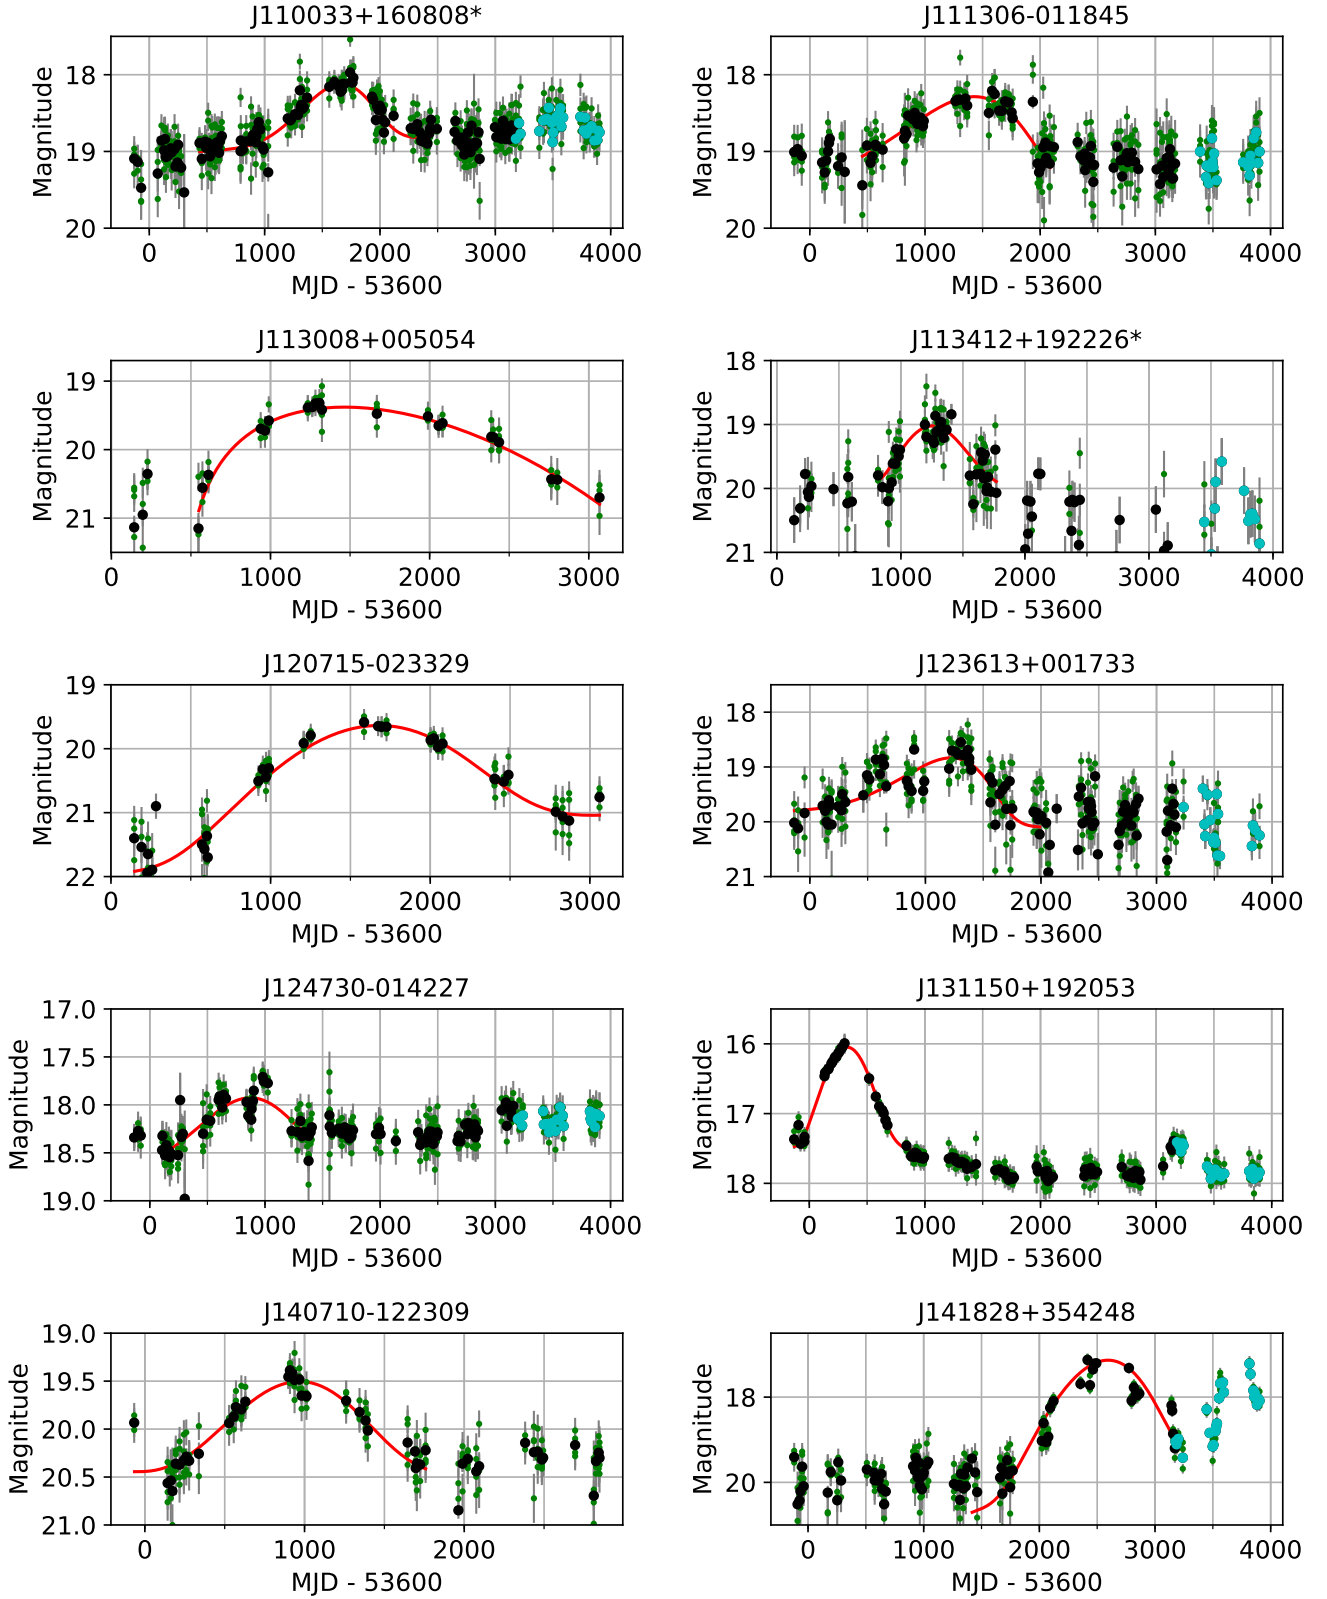 J110033+160808*
J111306-011845
Magnitude
18
19
20
Magnitude
18
19
20
0 1000 2000 3000 4000
0 1000 2000 3000 4000
MJD - 53600
MJD - 53600
J113008+005054
J113412+192226*
Magnitude
19
20
21
Magnitude
18
19
20
21
0 1000 2000 3000
0 1000 2000 3000 4000
MJD - 53600
MJD - 53600
J120715-023329
J123613+001733
Magnitude
19
20
21
22
Magnitude
18
19
20
21
0 1000 2000 3000
0 1000 2000 3000 4000
MJD - 53600
MJD - 53600
J124730-014227
J131150+192053
Magnitude
17.0
17.5
18.0
18.5
19.0
Magnitude
16
17
18
0 1000 2000 3000 4000
0 1000 2000 3000 4000
MJD - 53600
MJD - 53600
J140710-122309
J141828+354248
Magnitude
19.0
19.5
20.0
20.5
21.0
Magnitude
18
20
0 1000 2000
0 1000 2000 3000 4000
MJD - 53600
MJD - 53600